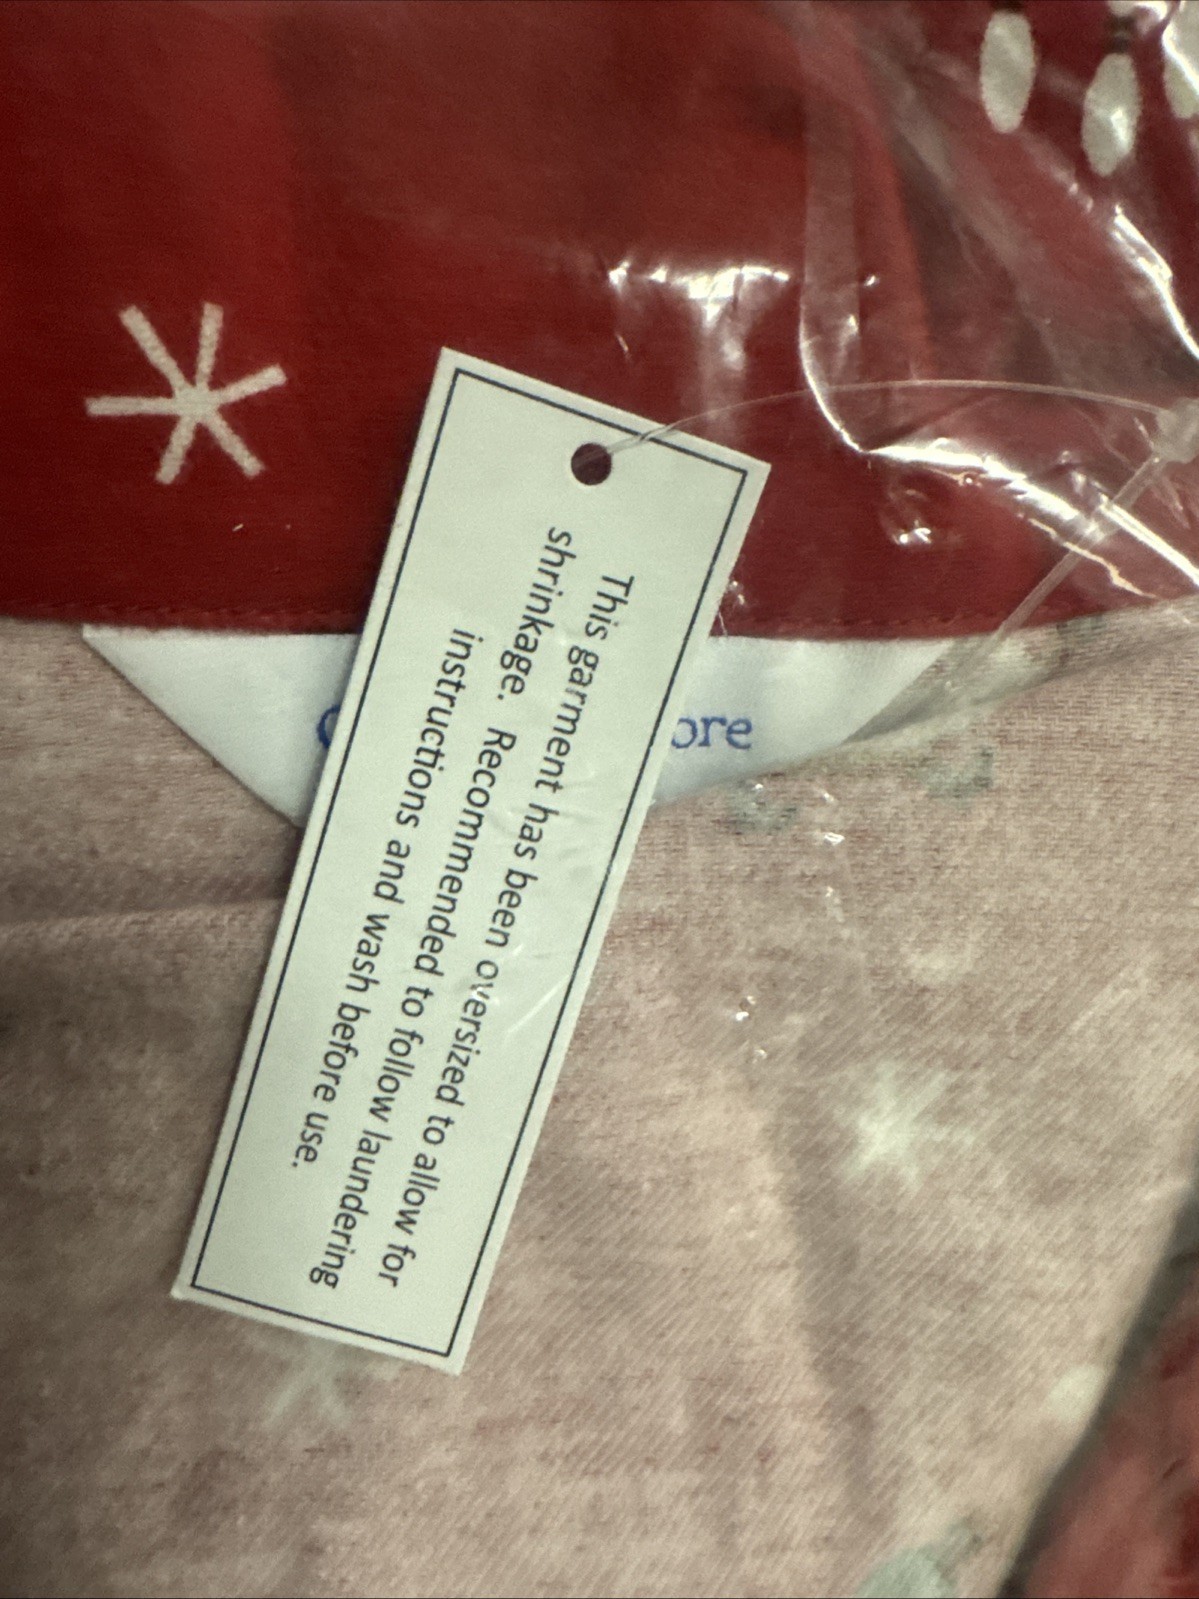 This garment has been oversized to allow for
shrinkage. Recommended to follow laundering
instructions and wash before use.